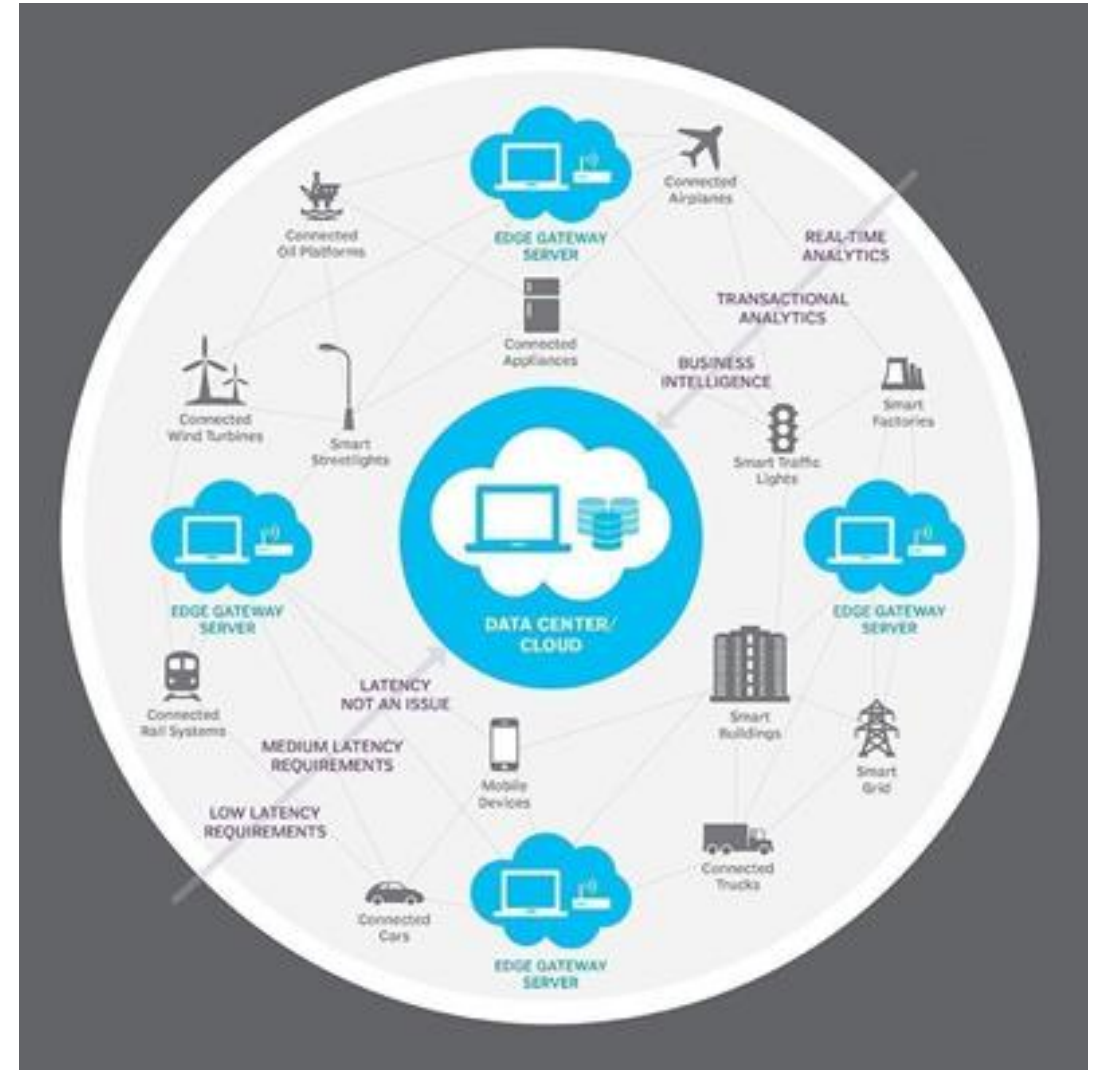 Connected
Airplanes
Connected
Oil Platforms
EDGE GATEWAY
SERVER
REAL-TIME
ANALYTICS
TRANSACTIONAL
ANALYTICS
Connected
Appliances
BUSINESS
INTELLIGENCE
Smart
Factories
Connected
Wind Turbines
Smart
Streetlights
Smart Traffic
Lights
EDGE GATEWAY
SERVER
DATA CENTER/
CLOUD
EDGE GATEWAY
SERVER
LATENCY
NOT AN ISSUE
Connected
Rail Systems
Smart
Buildings
MEDIUM LATENCY
REQUIREMENTS
Mobile
Devices
Smart
Grid
LOW LATENCY
REQUIREMENTS
Connected
Trucks
Connected
Cars
EDGE GATEWAY
SERVER